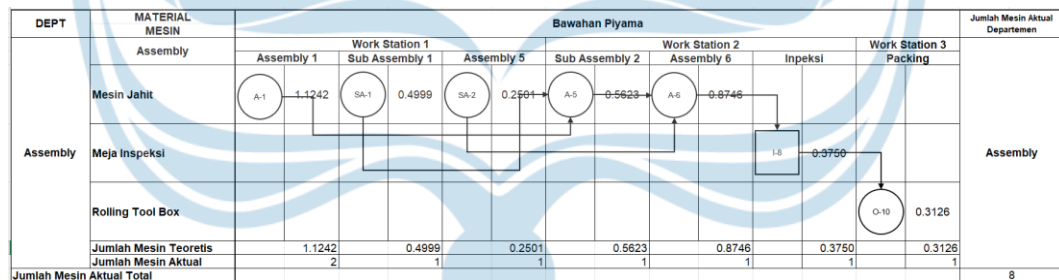 DEPT MATERIAL MESIN Bawahan Piyama Jumlah Mesin Aktual Departemen
Assembly Work Station 1 Work Station 2 Work Station 3
Assembly 1 Sub Assembly 1 Assembly 5 Sub Assembly 2 Assembly 6 Inpeksi Packing
Mesin Jahit A-1 1.1242 SA-1 0.4999 SA-2 0.2501 A-5 0.5623 A-6 0.8746
Assembly Meja Inspeksi I-8 0.3750 Assembly
Rolling Tool Box O-10 0.3126
Jumlah Mesin Teoretis 1.1242 0.4999 0.2501 0.5623 0.8746 0.3750 0.3126
Jumlah Mesin Aktual 2 1 1 1 1 1 1
Jumlah Mesin Aktual Total 8